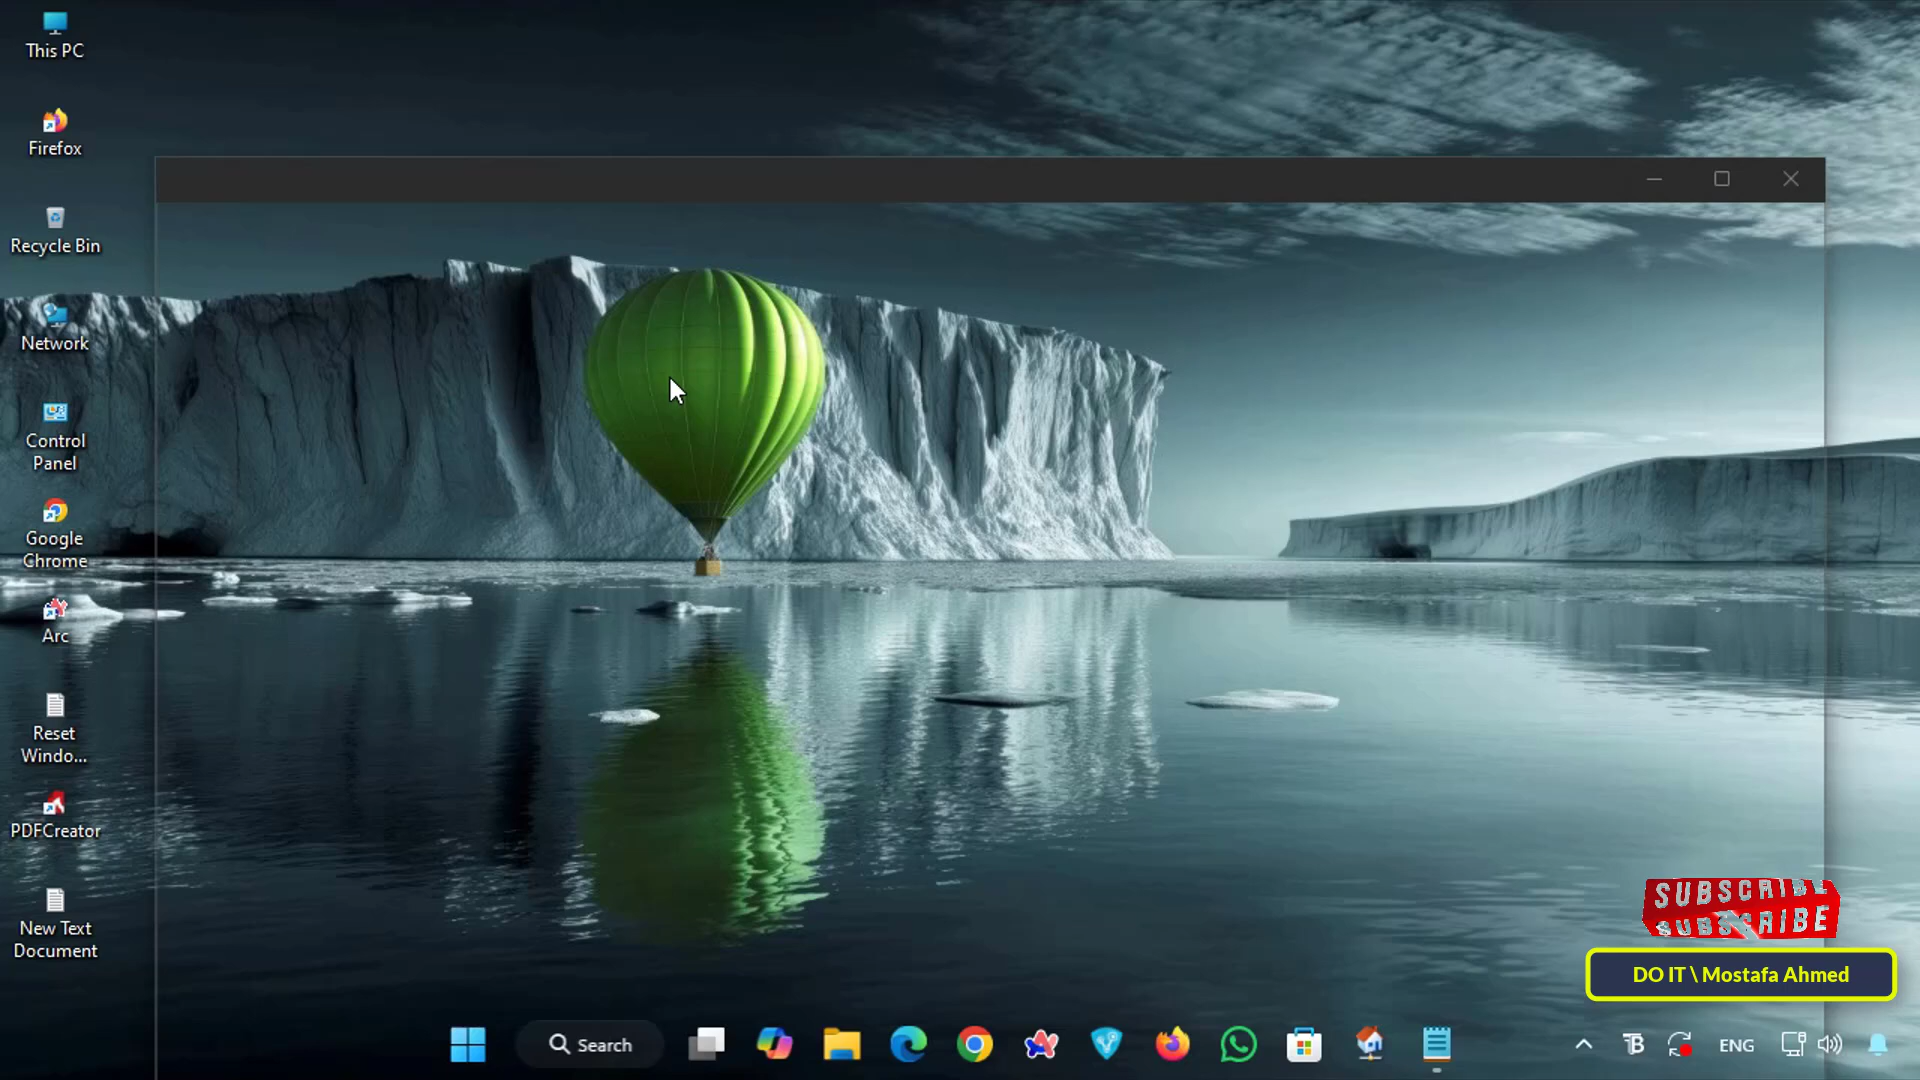 This PC
Firefox
Recycle Bin
Network
Control
Panel
Google
Chrome
Arc
Reset
Windo...
PDFCreator
New Text
Document
SUBSCRIBE
SUBSCRIBE
DO IT \ Mostafa Ahmed
Search
ENG